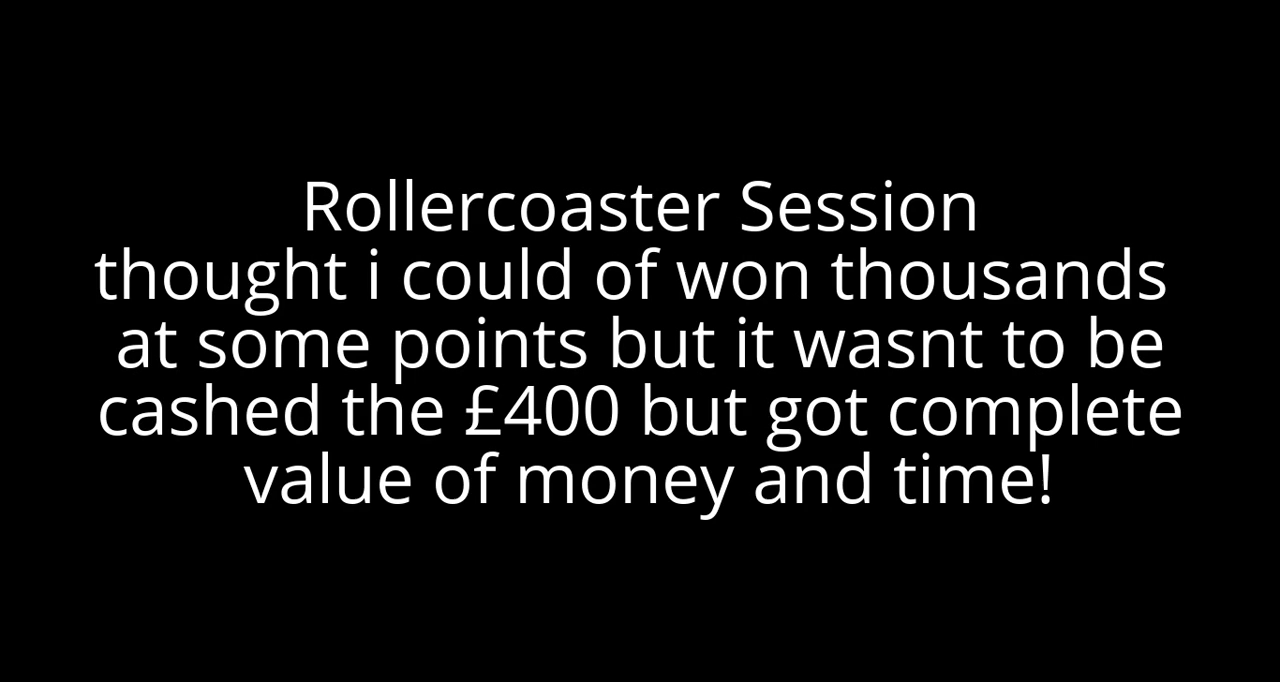 Rollercoaster Session
thought i could of won thousands
at some points but it wasnt to be
cashed the £400 but got complete
value of money and time!